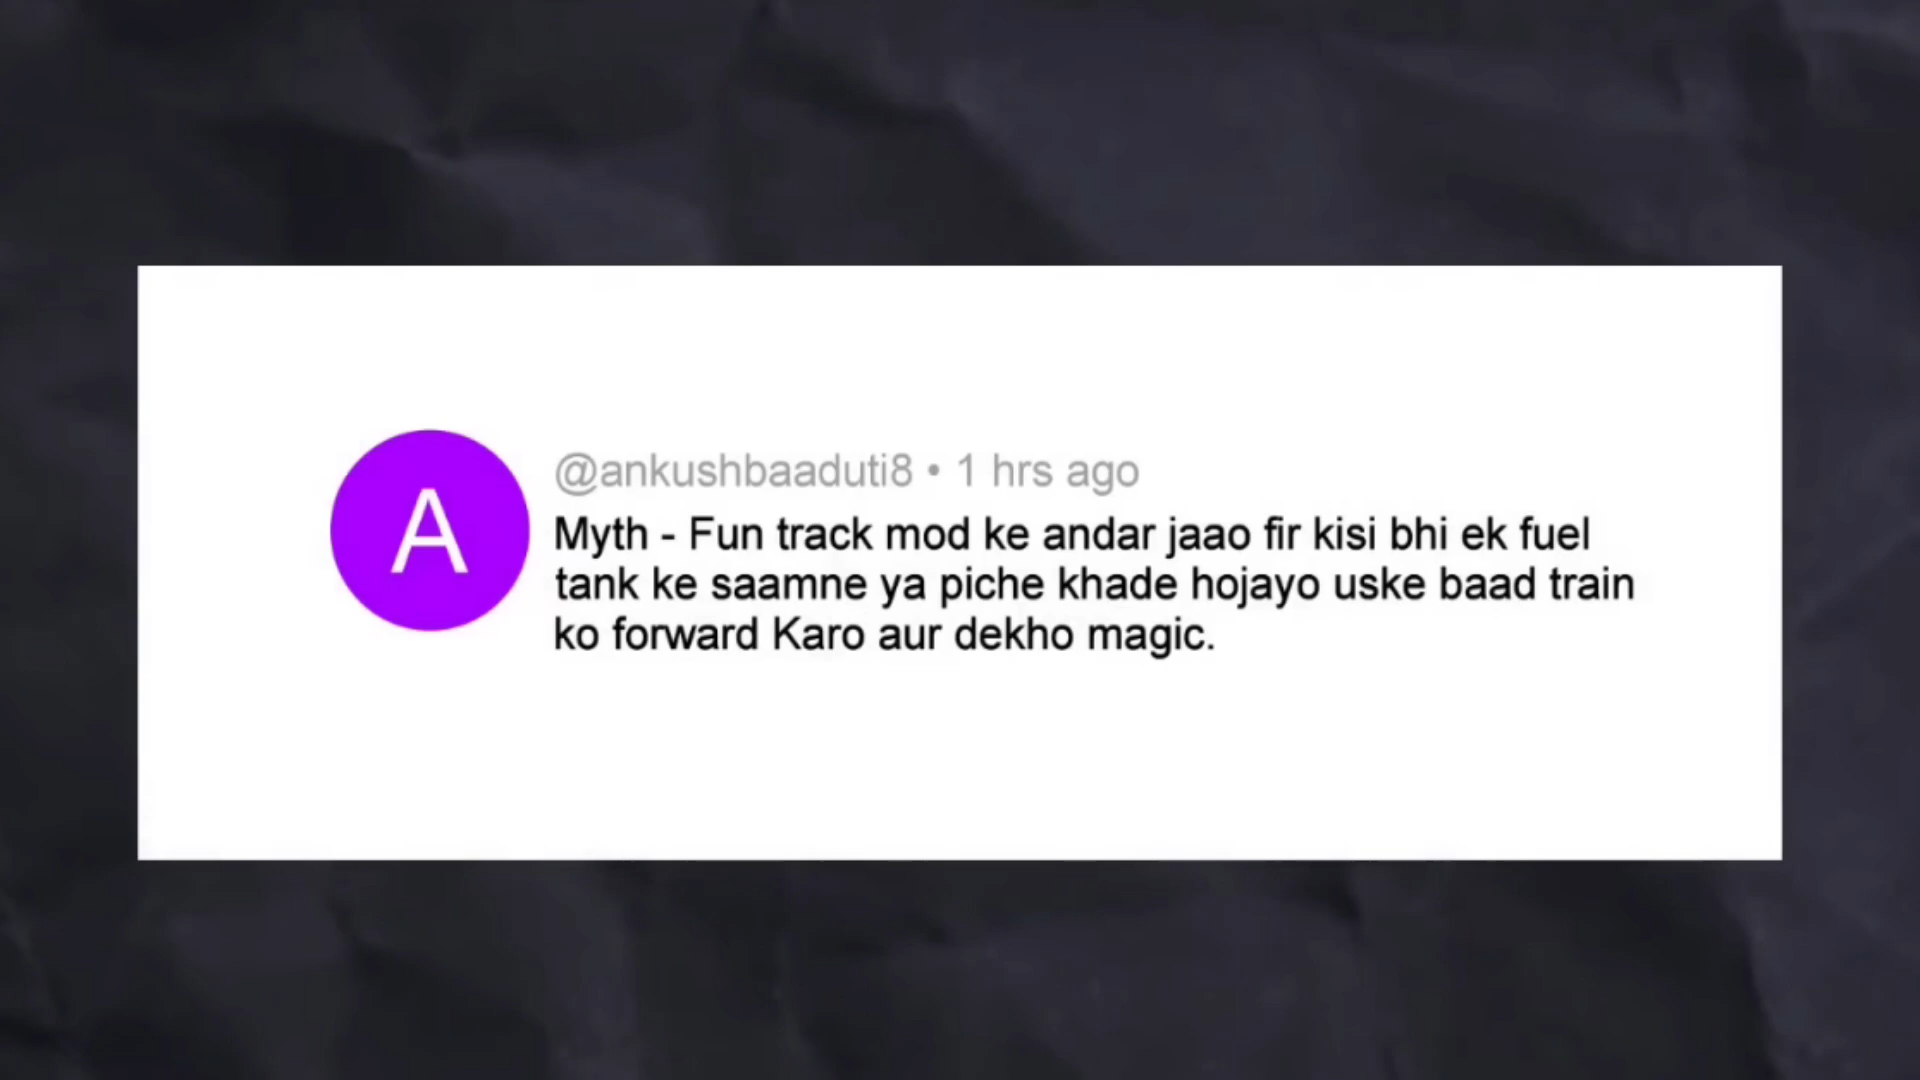 A
@ankushbaaduti8 • 1 hrs ago
Myth - Fun track mod ke andar jaao fir kisi bhi ek fuel
tank ke saamne ya piche khade hojayo uske baad train
ko forward Karo aur dekho magic.